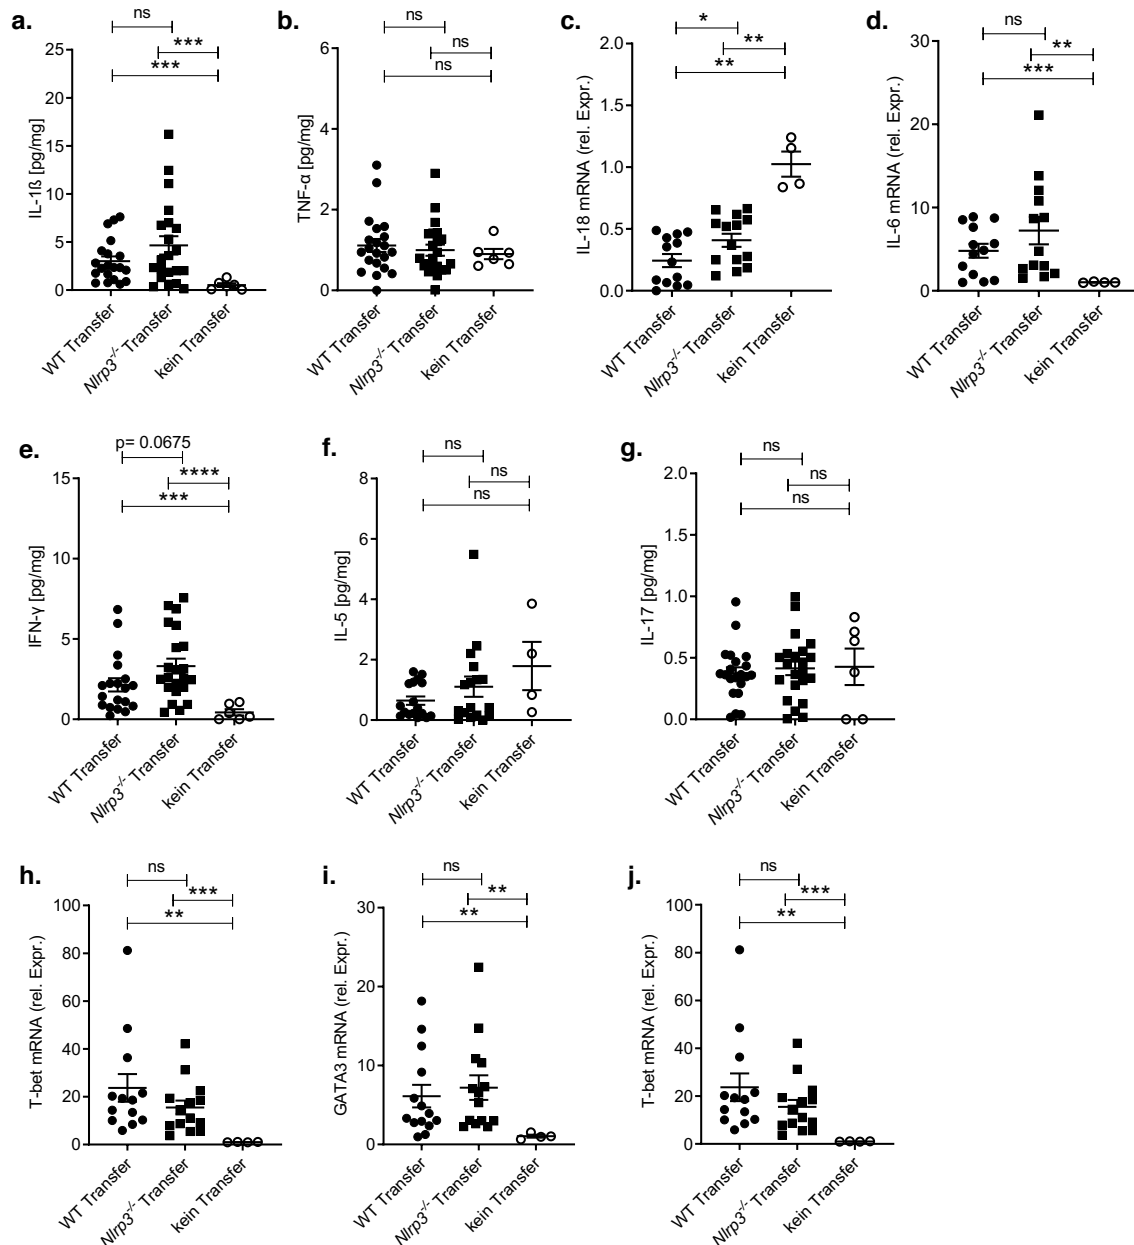 a.
ns
***
***
IL-1ß [pg/mg]
25
20
15
10
5
0
WT Transfer
Nlrp3-/- Transfer
kein Transfer
b.
ns
ns
ns
TNF-α [pg/mg]
6
4
2
0
WT Transfer
Nlrp3-/- Transfer
kein Transfer
c.
*
**
**
IL-18 mRNA (rel. Expr.)
2.0
1.5
1.0
0.5
0.0
WT Transfer
Nlrp3-/- Transfer
kein Transfer
d.
ns
**
***
IL-6 mRNA (rel. Expr.)
30
20
10
0
WT Transfer
Nlrp3-/- Transfer
kein Transfer
e.
p= 0.0675
****
***
IFN-γ [pg/mg]
15
10
5
0
WT Transfer
Nlrp3-/- Transfer
kein Transfer
f.
ns
ns
ns
IL-5 [pg/mg]
8
6
4
2
0
WT Transfer
Nlrp3-/- Transfer
kein Transfer
g.
ns
ns
ns
IL-17 [pg/mg]
2.0
1.5
1.0
0.5
0.0
WT Transfer
Nlrp3-/- Transfer
kein Transfer
h.
ns
***
**
T-bet mRNA (rel. Expr.)
100
80
60
40
20
0
WT Transfer
Nlrp3-/- Transfer
kein Transfer
i.
ns
**
**
GATA3 mRNA (rel. Expr.)
30
20
10
0
WT Transfer
Nlrp3-/- Transfer
kein Transfer
j.
ns
***
**
T-bet mRNA (rel. Expr.)
100
80
60
40
20
0
WT Transfer
Nlrp3-/- Transfer
kein Transfer